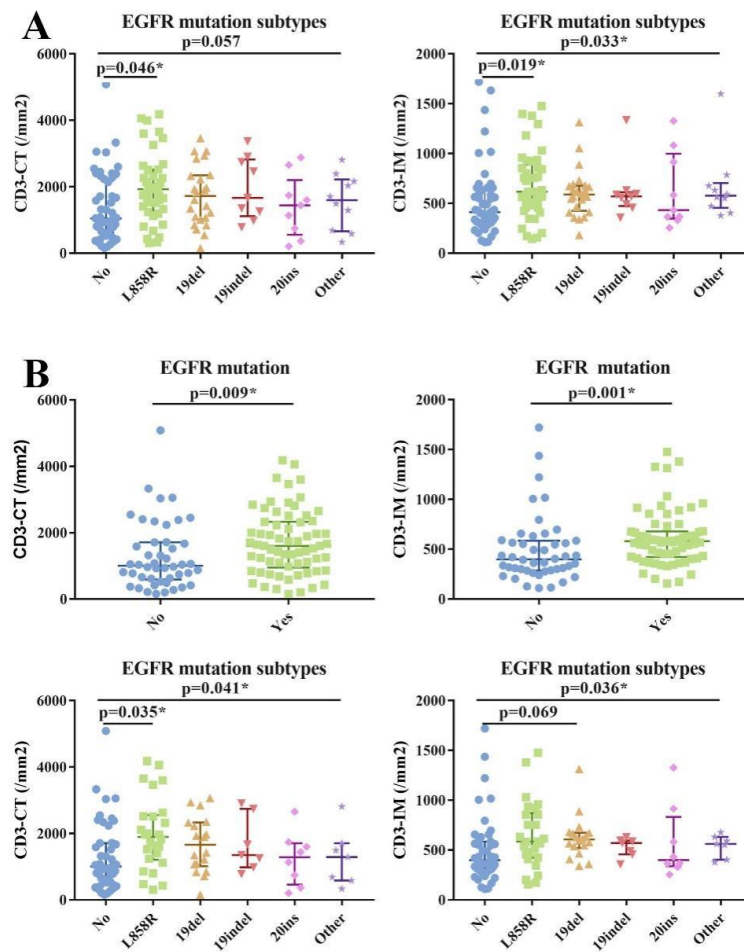 A
EGFR mutation subtypes
p=0.057
p=0.046*
CD3-CT (/mm2)
6000
4000
2000
0
No
L858R
19del
19indel
20ins
Other
EGFR mutation subtypes
p=0.033*
p=0.019*
CD3-IM (/mm2)
2000
1500
1000
500
0
No
L858R
19del
19indel
20ins
Other
B
EGFR mutation
p=0.009*
CD3-CT (/mm2)
6000
4000
2000
0
No
Yes
EGFR mutation
p=0.001*
CD3-IM (/mm2)
2000
1500
1000
500
0
No
Yes
EGFR mutation subtypes
p=0.041*
p=0.035*
CD3-CT (/mm2)
6000
4000
2000
0
No
L858R
19del
19indel
20ins
Other
EGFR mutation subtypes
p=0.036*
p=0.069
CD3-IM (/mm2)
2000
1500
1000
500
0
No
L858R
19del
19indel
20ins
Other